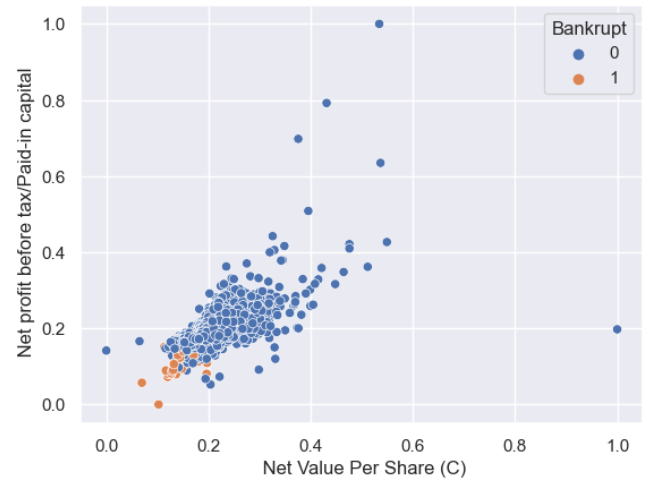 Bankrupt
0
1
1.0
0.8
0.6
0.4
0.2
0.0
Net profit before tax/Paid-in capital
0.0 0.2 0.4 0.6 0.8 1.0
Net Value Per Share (C)